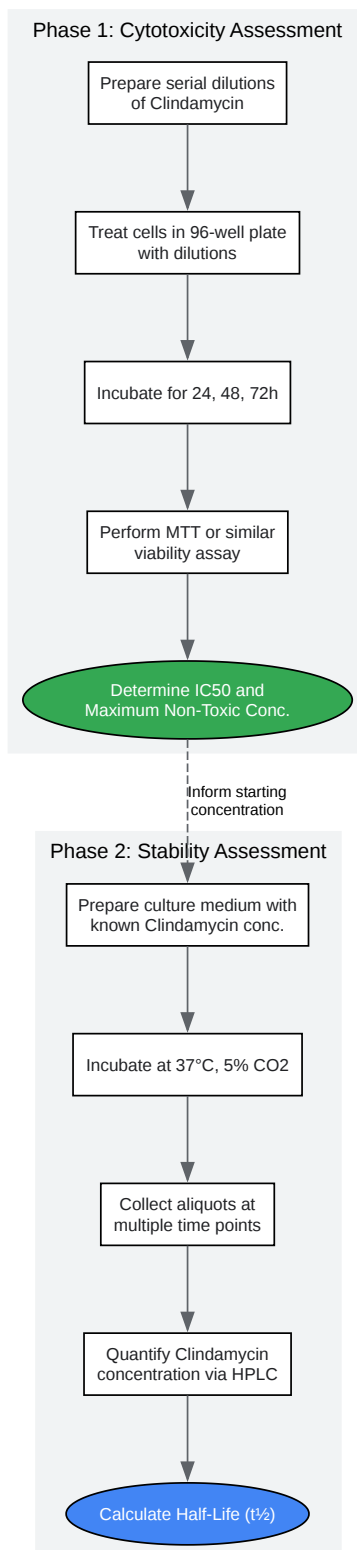 Phase 1: Cytotoxicity Assessment
Prepare serial dilutions
of Clindamycin
Treat cells in 96-well plate
with dilutions
Incubate for 24, 48, 72h
Perform MTT or similar
viability assay
Determine IC50 and
Maximum Non-Toxic Conc.
Inform starting
concentration
Phase 2: Stability Assessment
Prepare culture medium with
known Clindamycin conc.
Incubate at 37°C, 5% CO2
Collect aliquots at
multiple time points
Quantify Clindamycin
concentration via HPLC
Calculate Half-Life (t½)